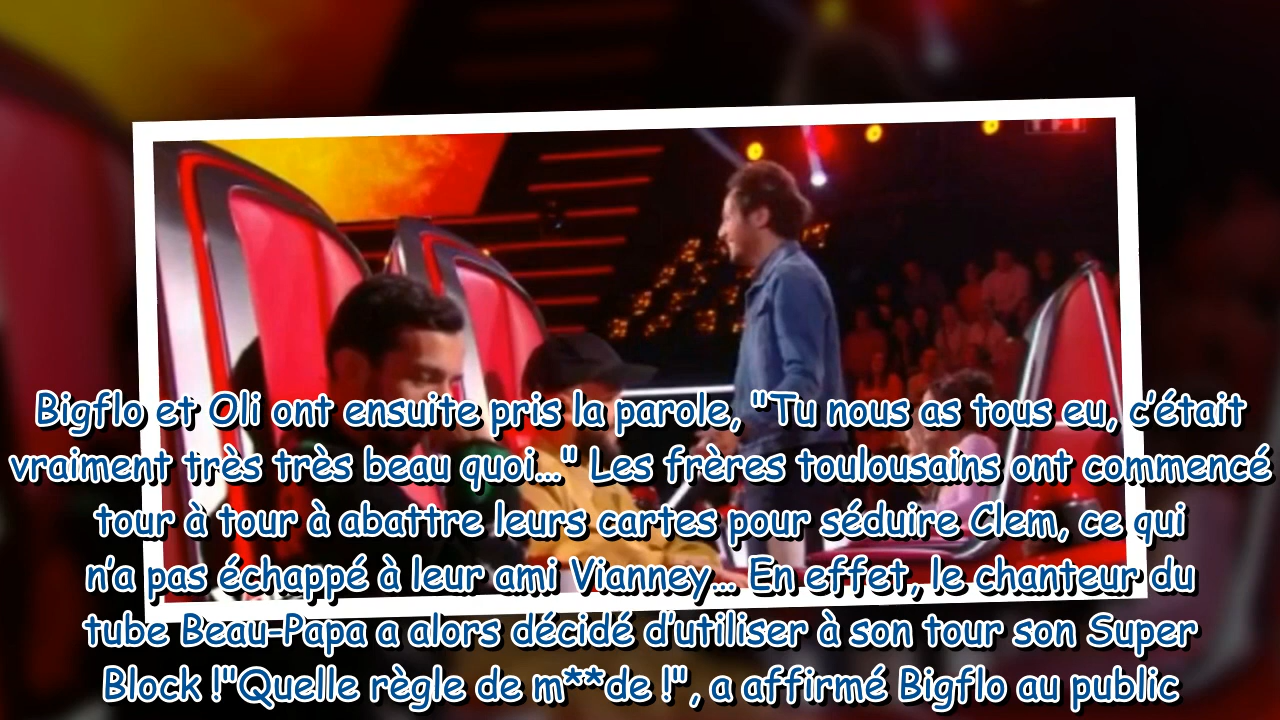 TF1
Bigflo et Oli ont ensuite pris la parole, "Tu nous as tous eu, c’était
vraiment très très beau quoi..." Les frères toulousains ont commencé
tour à tour à abattre leurs cartes pour séduire Clem, ce qui
n’a pas échappé à leur ami Vianney... En effet, le chanteur du
tube Beau-Papa a alors décidé d’utiliser à son tour son Super
Block !"Quelle règle de m**de !", a affirmé Bigflo au public